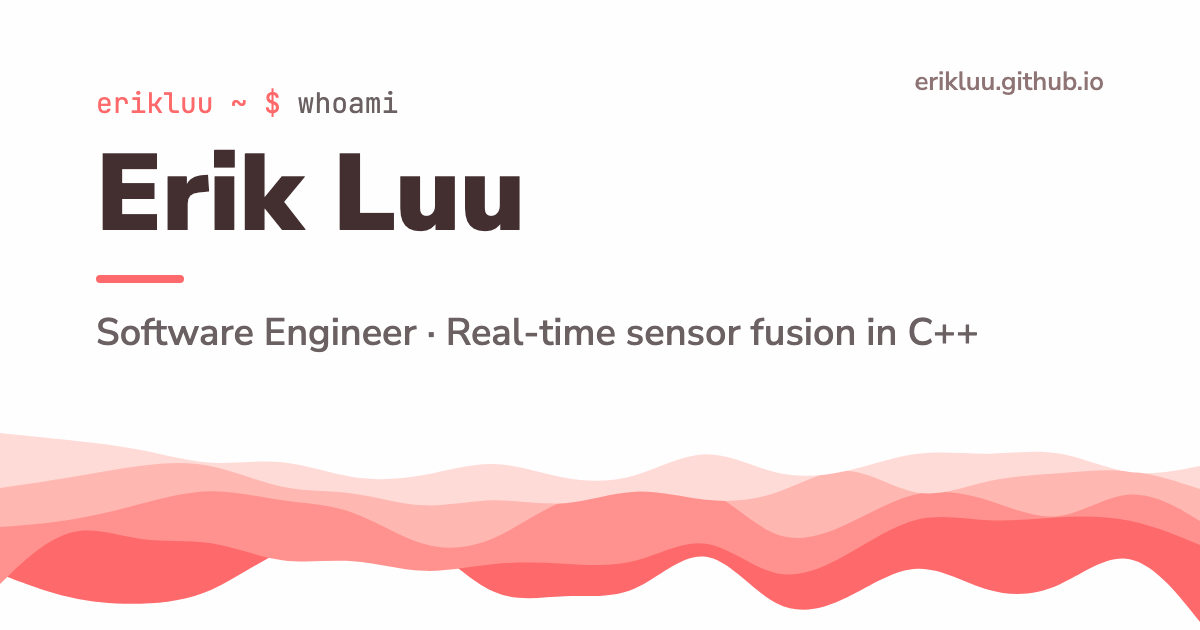 erikluu.github.io
erikluu ~ $ whoami
Erik Luu
Software Engineer · Real-time sensor fusion in C++